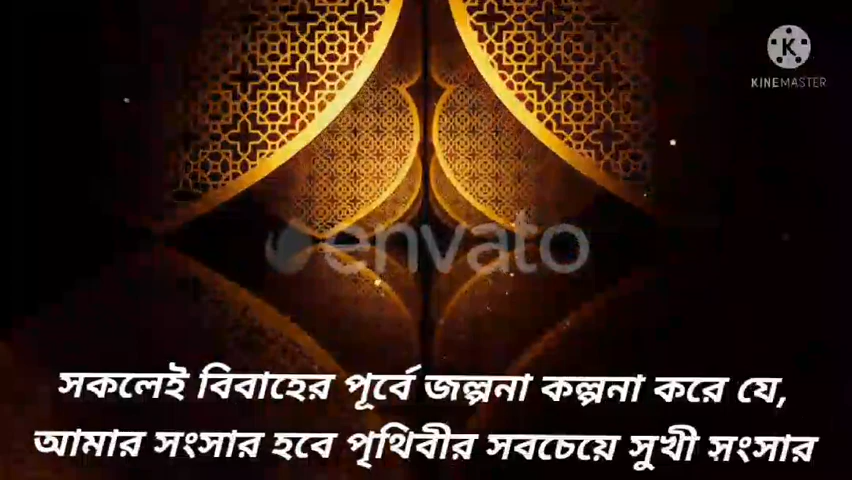 KINEMASTER
envato
সকলেই বিবাহের পূর্বে জল্পনা কল্পনা করে যে,
আমার সংসার হবে পৃথিবীর সবচেয়ে সুখী সংসার